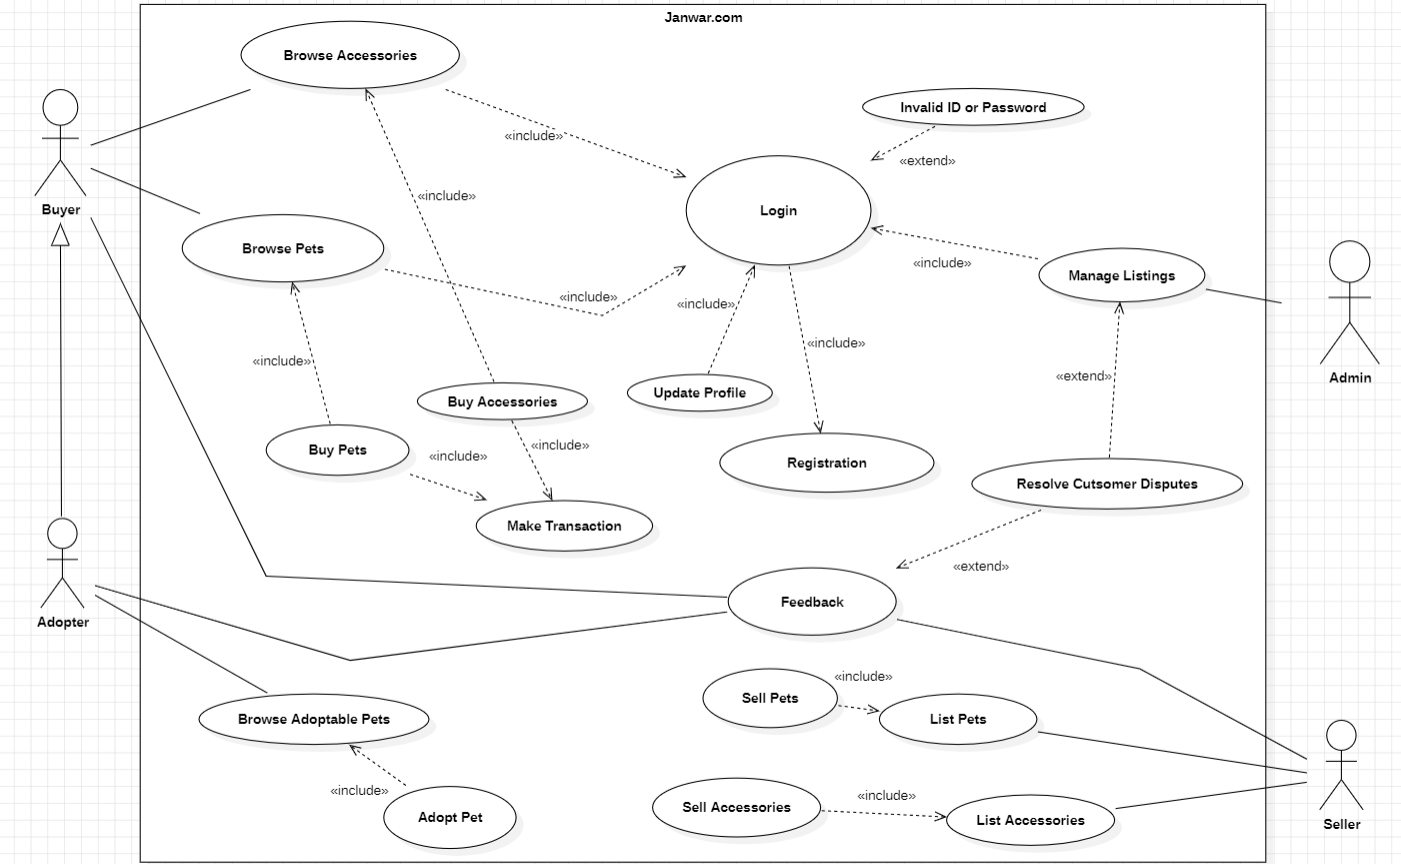 Janwar.com
Browse Accessories
Invalid ID or Password
«include»
«extend»
«include»
Login
Buyer
Browse Pets
«include»
Manage Listings
«include»
«include»
«include»
«include»
«extend»
Admin
Update Profile
Buy Accessories
«include»
Buy Pets
«include»
Registration
Resolve Cutsomer Disputes
Make Transaction
«extend»
Feedback
Adopter
«include»
Sell Pets
List Pets
Browse Adoptable Pets
«include»
«include»
Sell Accessories
Adopt Pet
List Accessories
Seller